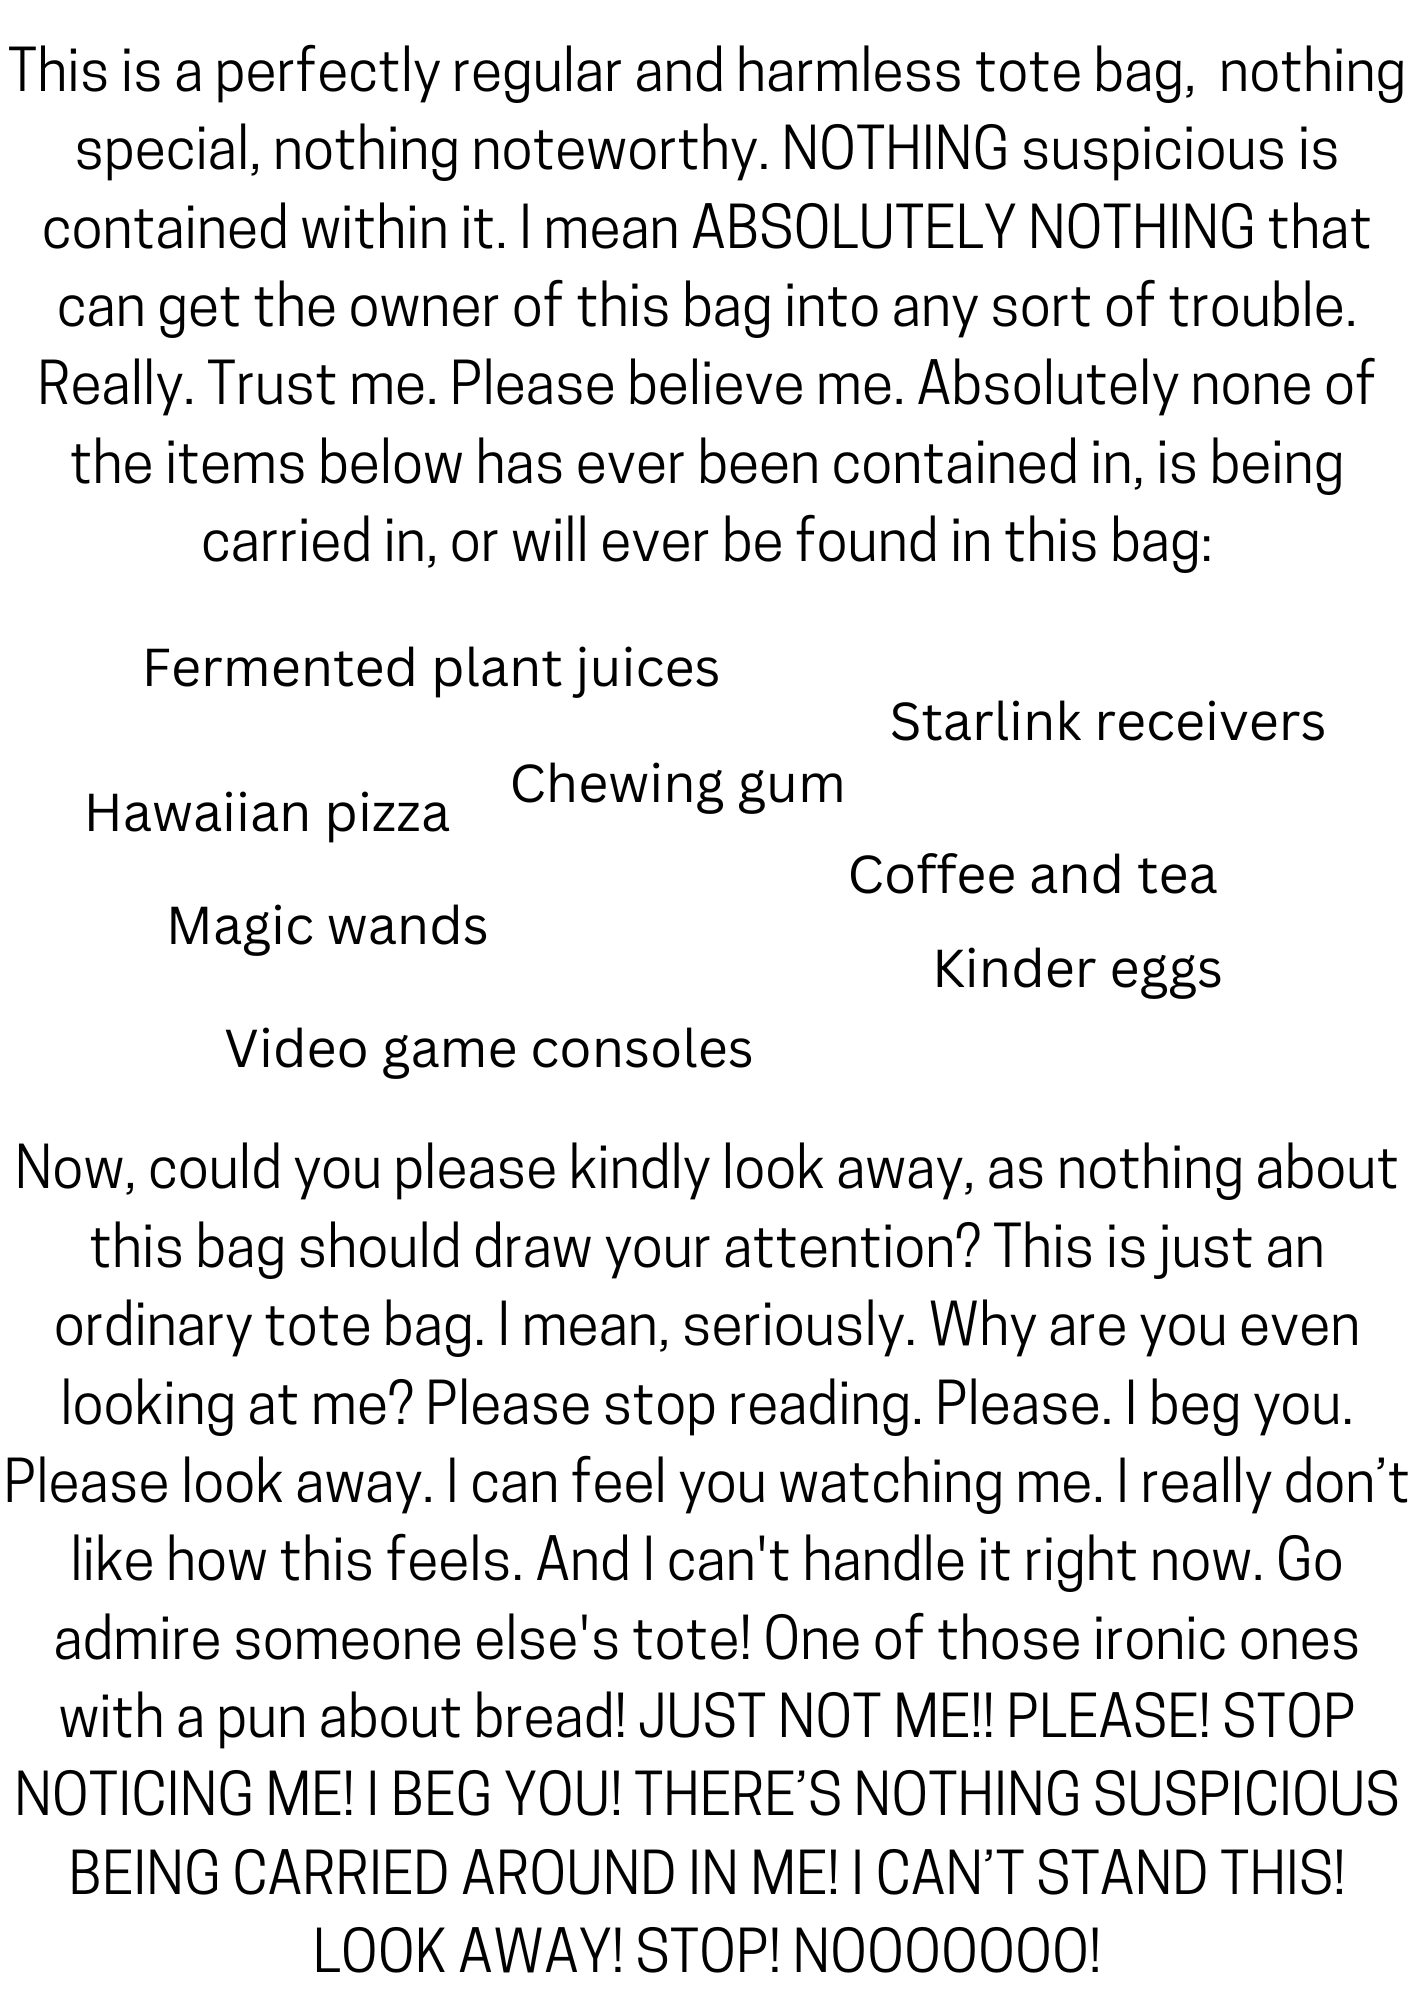 This is a perfectly regular and harmless tote bag,  nothing
special, nothing noteworthy. NOTHING suspicious is
contained within it. I mean ABSOLUTELY NOTHING that
can get the owner of this bag into any sort of trouble.
Really. Trust me. Please believe me. Absolutely none of
the items below has ever been contained in, is being
carried in, or will ever be found in this bag:
Fermented plant juices
Starlink receivers
Chewing gum
Hawaiian pizza
Coffee and tea
Magic wands
Kinder eggs
Video game consoles
Now, could you please kindly look away, as nothing about
this bag should draw your attention? This is just an
ordinary tote bag. I mean, seriously. Why are you even
looking at me? Please stop reading. Please. I beg you.
Please look away. I can feel you watching me. I really don’t
like how this feels. And I can't handle it right now. Go
admire someone else's tote! One of those ironic ones
with a pun about bread! JUST NOT ME!! PLEASE! STOP
NOTICING ME! I BEG YOU! THERE’S NOTHING SUSPICIOUS
BEING CARRIED AROUND IN ME! I CAN’T STAND THIS!
LOOK AWAY! STOP! NOOOOOOO!